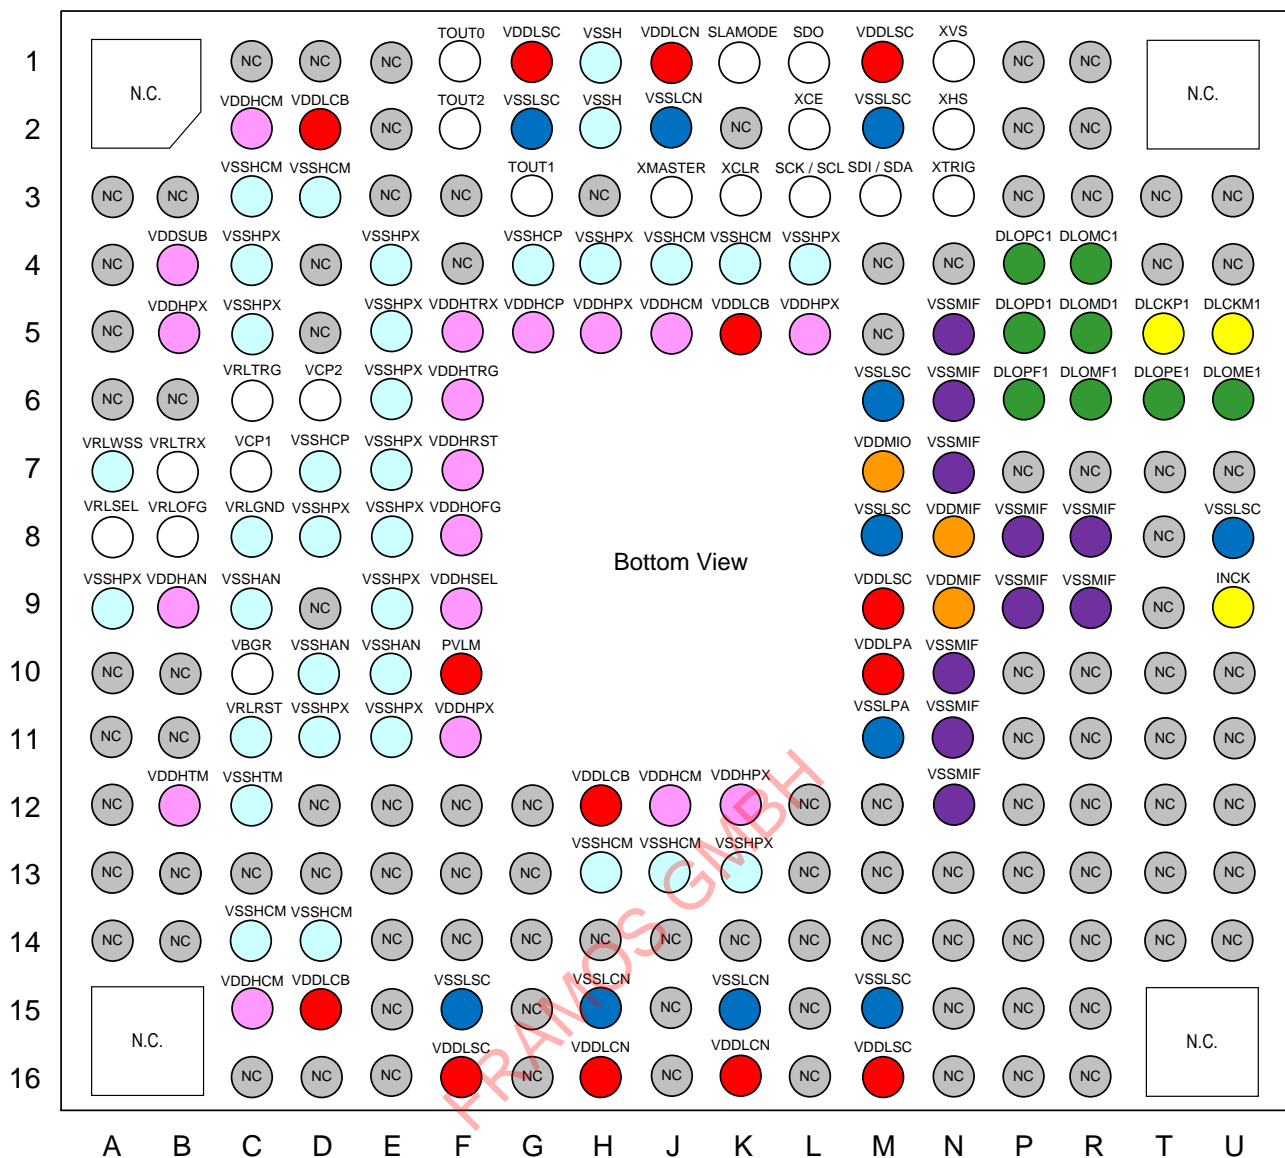 TOUT0 VDDLSC VSSH VDDLCN SLAMODE SDO VDDLSC XVS
1 N.C. NC NC NC NC NC N.C.
VDDHCM VDDLCB TOUT2 VSSLSC VSSH VSSLCN XCE VSSLSC XHS
2 NC NC NC NC
VSSHCM VSSHCM TOUT1 XMASTER XCLR SCK / SCL SDI / SDA XTRIG
3 NC NC NC NC NC NC NC NC NC
VDDSUB VSSHPX VSSHPX VSSHCP VSSHPX VSSHCM VSSHCM VSSHPX DLOPC1 DLOMC1
4 NC NC NC NC NC NC NC
VDDHPX VSSHPX VSSHPX VDDHTRX VDDHCP VDDHPX VDDHCM VDDLCB VDDHPX VSSMIF DLOPD1 DLOMD1 DLCKP1 DLCKM1
5 NC NC NC
VRLTRG VCP2 VSSHPX VDDHTRG VSSLSC VSSMIF DLOPF1 DLOMF1 DLOPE1 DLOME1
6 NC NC
VRLWSS VRLTRX VCP1 VSSHCP VSSHPX VDDHRST VDDMIO VSSMIF
7 NC NC NC NC
VRLSEL VRLOFG VRLGND VSSHPX VSSHPX VDDHOFG VSSLSC VDDMIF VSSMIF VSSMIF VSSLSC
8 NC
Bottom View
VSSHPX VDDHAN VSSHAN VSSHPX VDDHSEL VDDLSC VDDMIF VSSMIF VSSMIF INCK
9 NC NC
VBGR VSSHAN VSSHAN PVLM VDDLPA VSSMIF
10 NC NC NC NC NC NC
VRLRST VSSHPX VSSHPX VDDHPX VSSLPA VSSMIF
11 NC NC NC NC NC NC
VDDHTM VSSHTM VDDLCB VDDHCM VDDHPX VSSMIF
12 NC NC NC NC NC NC NC NC NC NC NC
VSSHCM VSSHCM VSSHPX
13 NC NC NC NC NC NC NC NC NC NC NC NC NC NC
VSSHCM VSSHCM
14 NC NC NC NC NC NC NC NC NC NC NC NC NC NC NC
VDDHCM VDDLCB VSSLSC VSSLCN VSSLCN VSSLSC
15 N.C. NC NC NC NC NC NC NC N.C.
VDDLSC VDDLCN VDDLCN VDDLSC
16 NC NC NC NC NC NC NC NC NC
A B C D E F G H J K L M N P R T U
FRAMOS GMBH